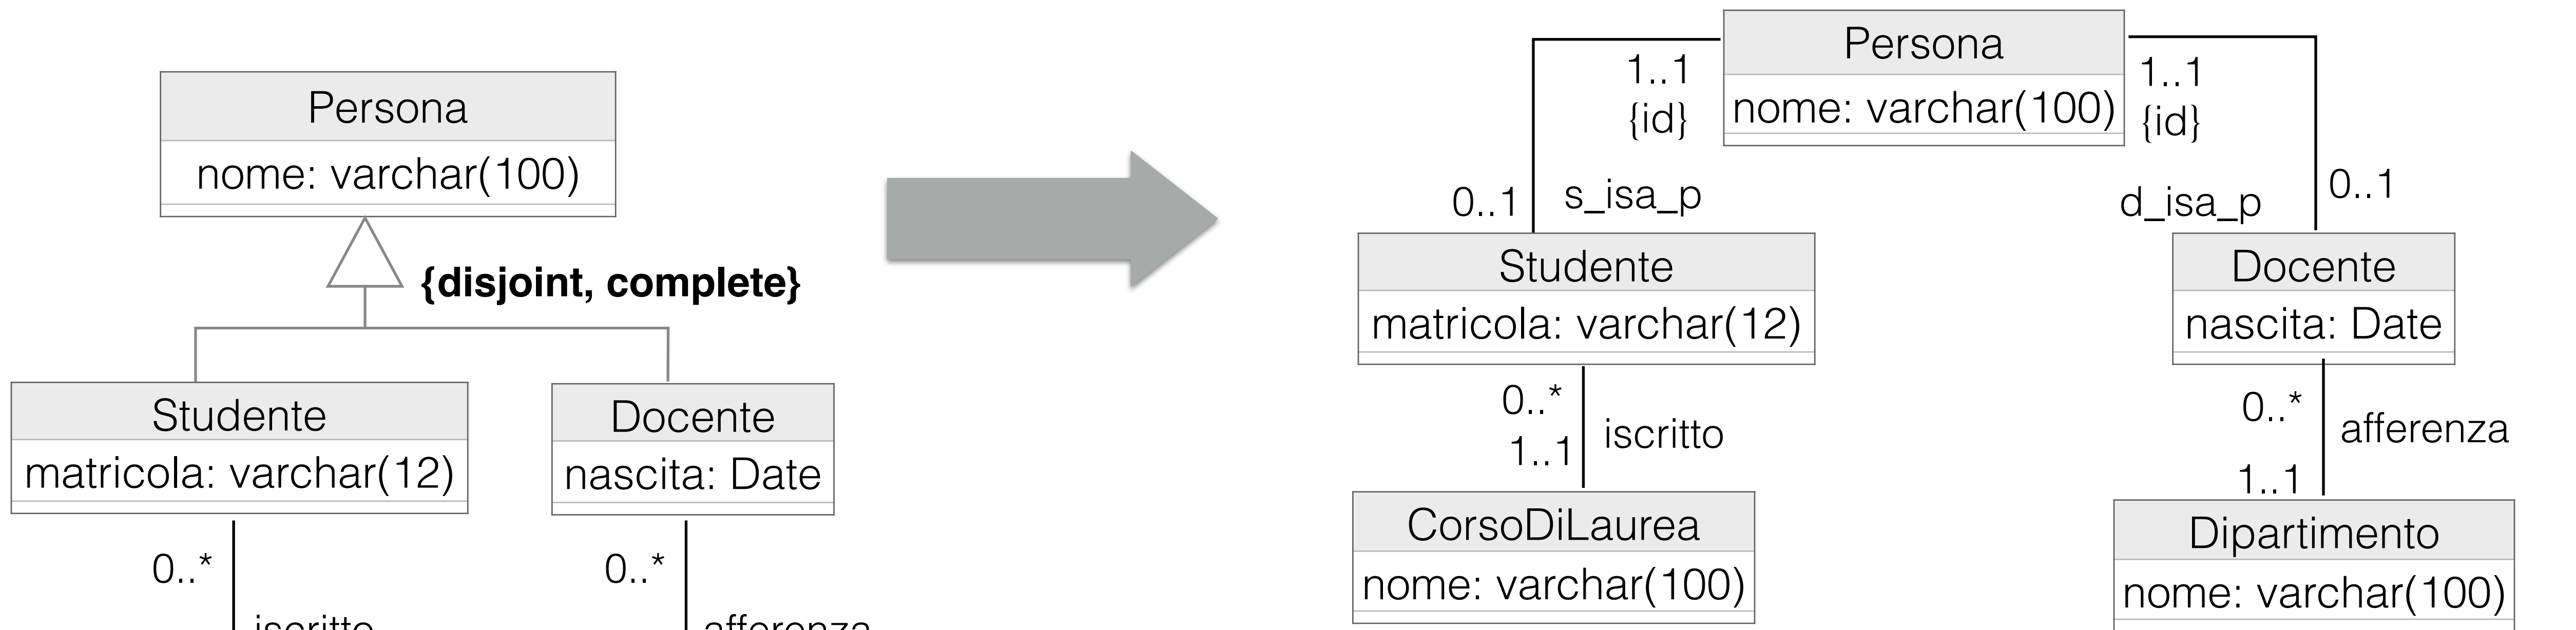 Persona
nome: varchar(100)
{disjoint, complete}
Studente
matricola: varchar(12)
Docente
nascita: Date
0..*
iscritto
0..*
afferenza
Persona
nome: varchar(100)
1..1
{id}
1..1
{id}
0..1
s_isa_p
d_isa_p
0..1
Studente
matricola: varchar(12)
Docente
nascita: Date
0..*
1..1
iscritto
0..*
1..1
afferenza
CorsoDiLaurea
nome: varchar(100)
Dipartimento
nome: varchar(100)